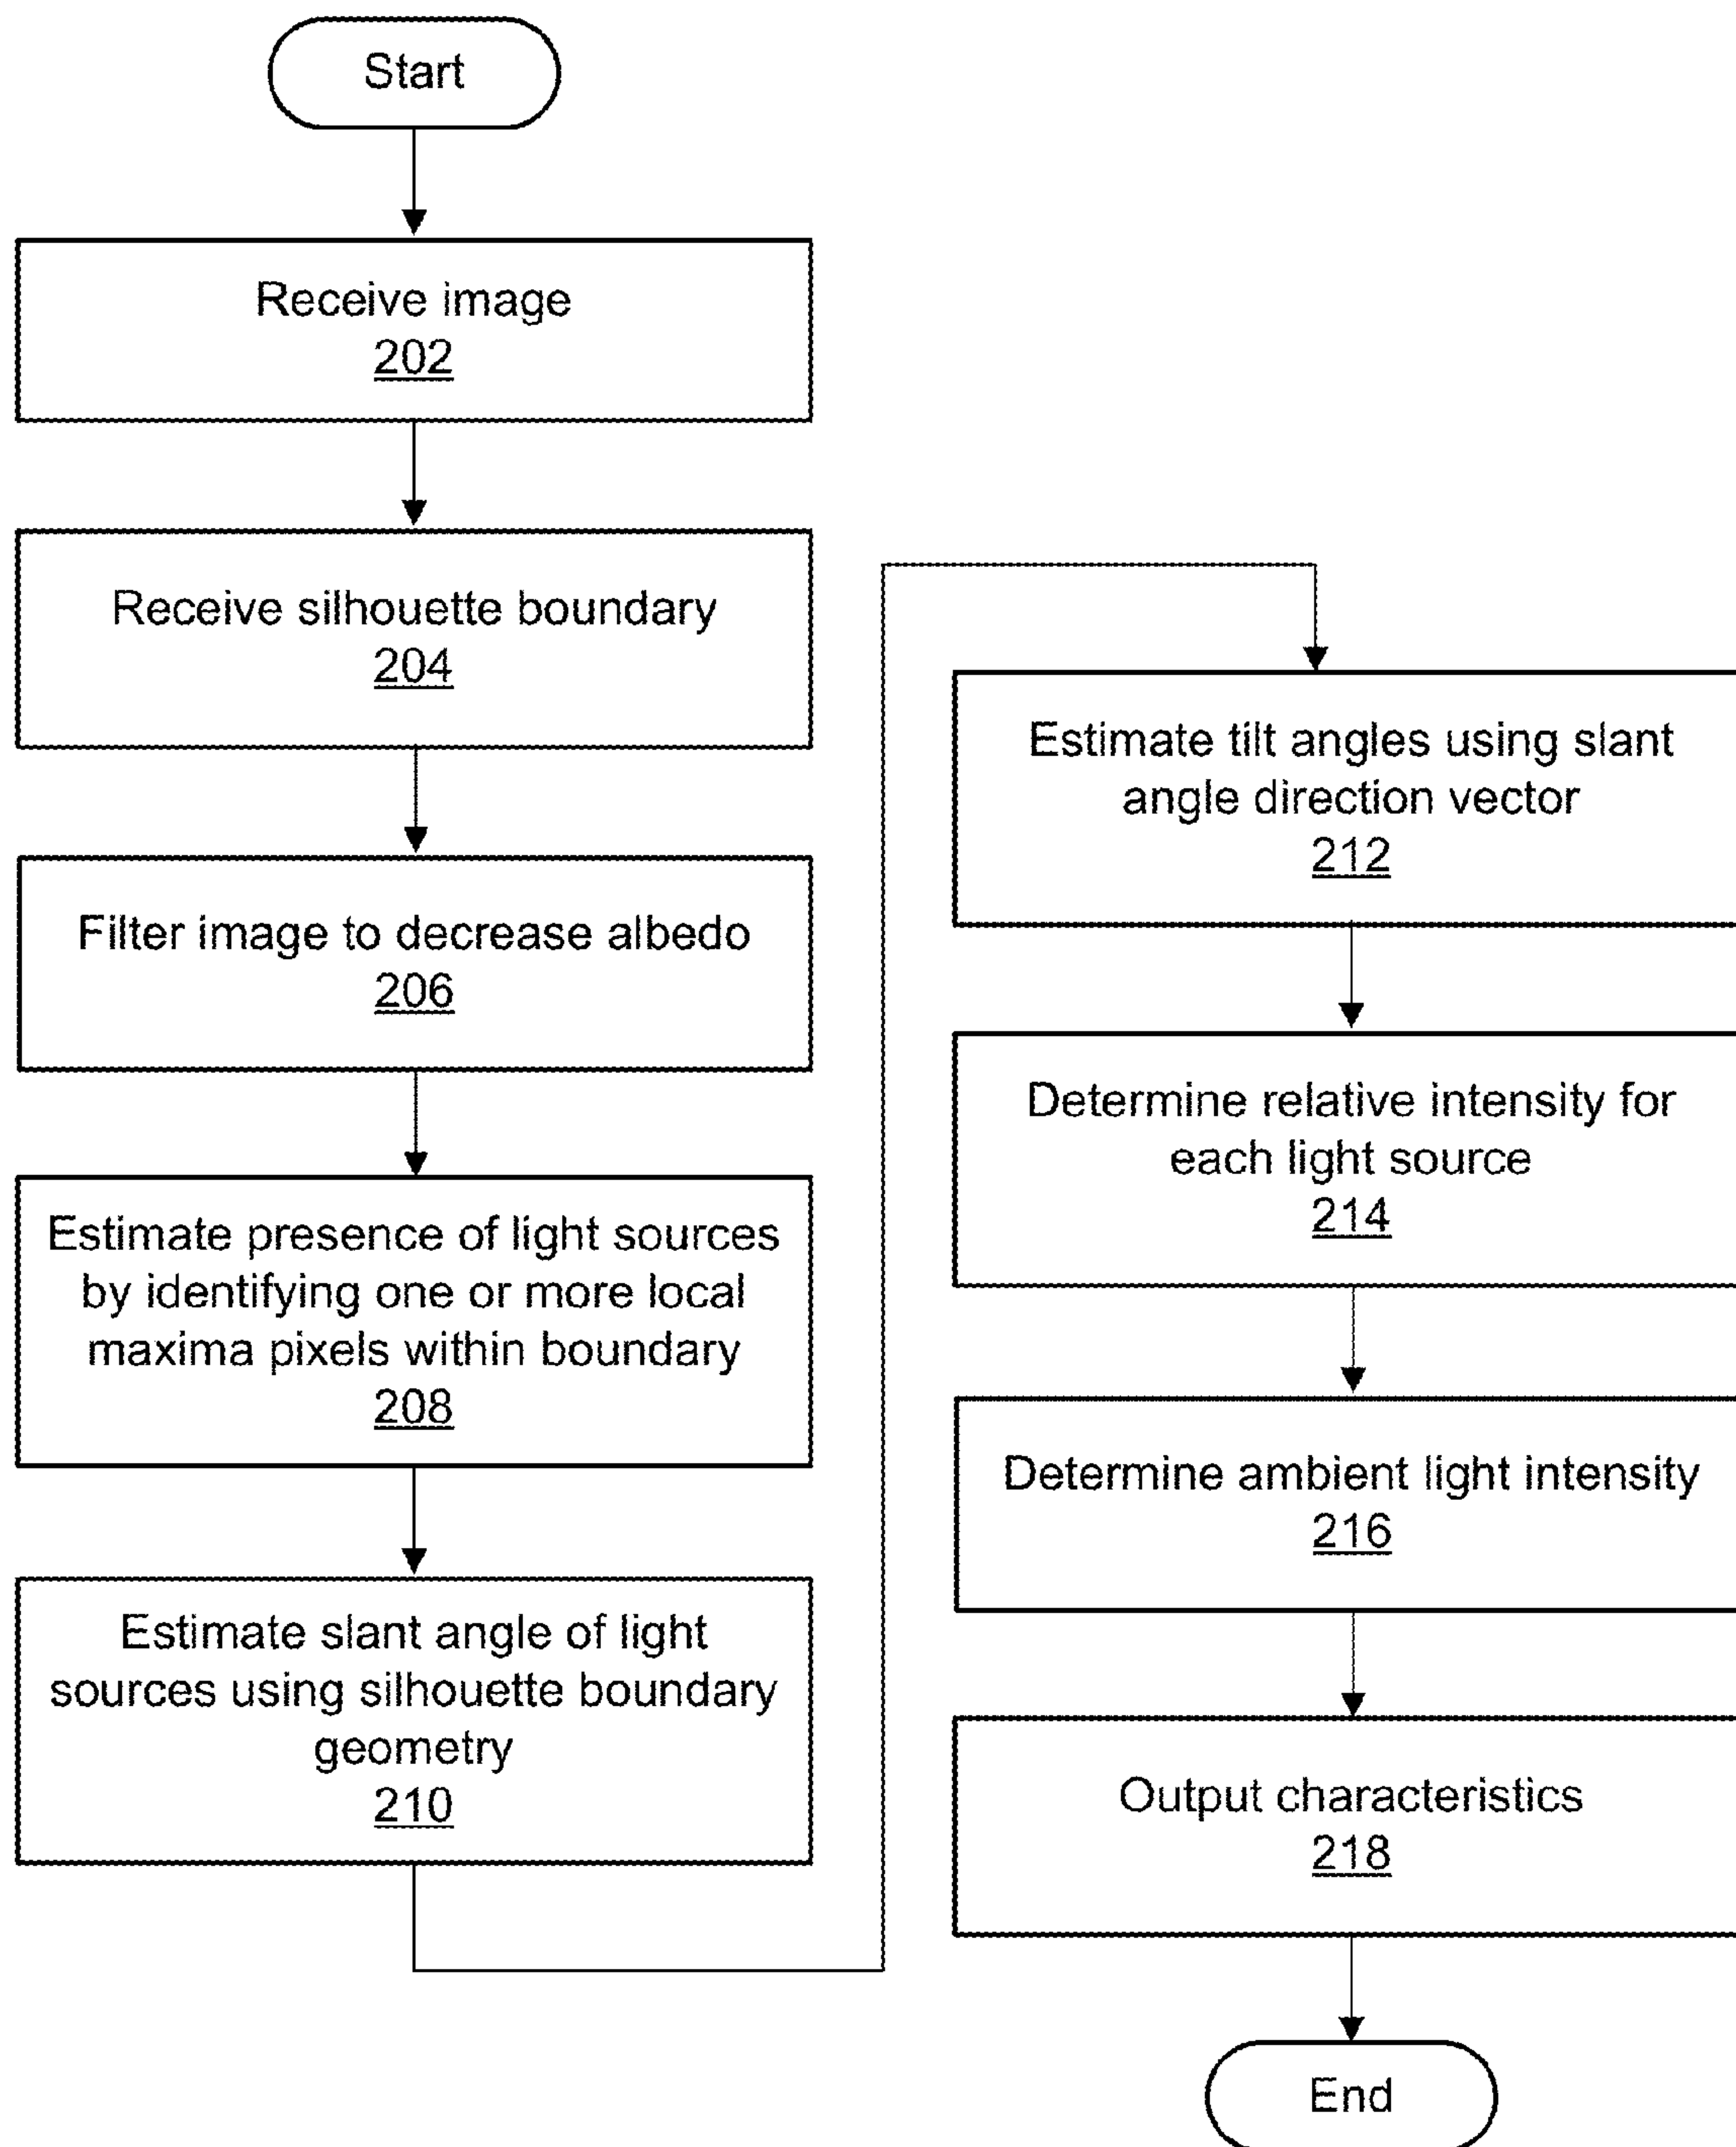 Start
Receive image
202
Receive silhouette boundary
204
Filter image to decrease albedo
206
Estimate presence of light sources
by identifying one or more local
maxima pixels within boundary
208
Estimate slant angle of light
sources using silhouette boundary
geometry
210
Estimate tilt angles using slant
angle direction vector
212
Determine relative intensity for
each light source
214
Determine ambient light intensity
216
Output characteristics
218
End